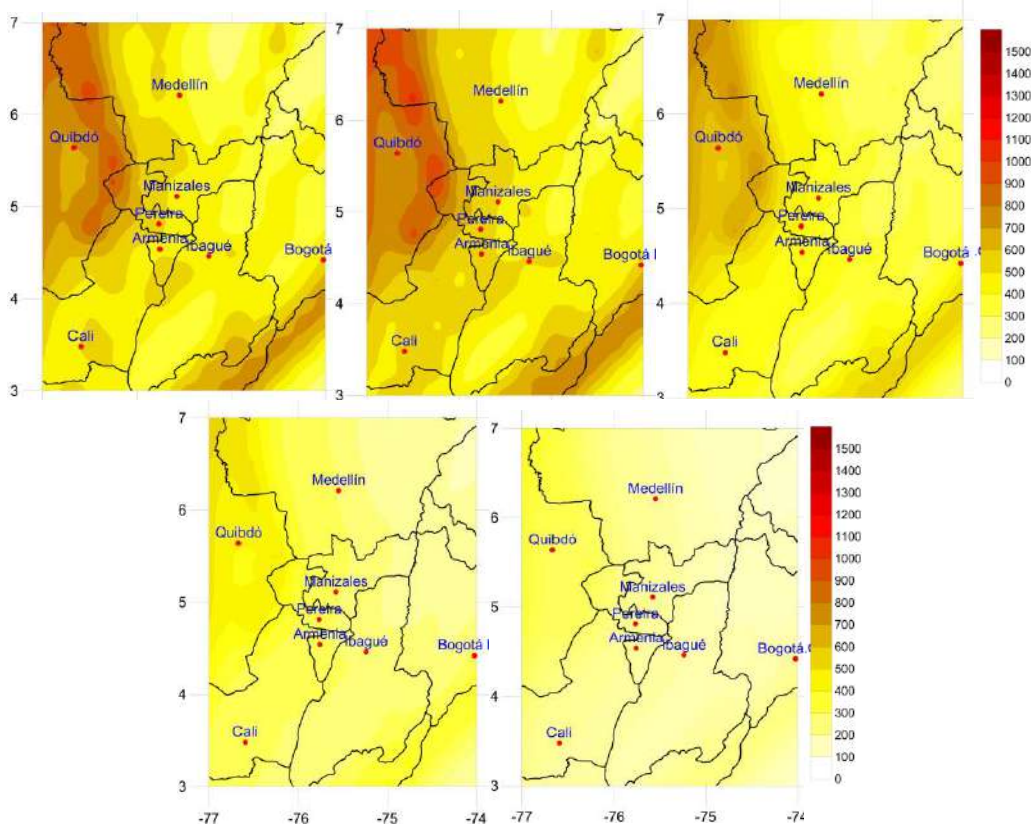 7
6
5
4
3
Medellín
Quibdó
Manizales
Pereira
Armenia
Ibagué
Bogotá
Cali
7
6
5
4
3
Medellín
Quibdó
Manizales
Pereira
Armenia
Ibagué
Bogotá
Cali
7
6
5
4
3
Medellín
Quibdó
Manizales
Pereira
Armenia
Ibagué
Bogotá .
Cali
1500
1400
1300
1200
1100
1000
900
800
700
600
500
400
300
200
100
0
7
6
5
4
3
Medellín
Quibdó
Manizales
Pereira
Armenia
Ibagué
Bogotá
Cali
-77
-76
-75
-74
7
6
5
4
3
Medellín
Quibdó
Manizales
Pereira
Armenia
Ibagué
Bogotá.
Cali
-77
-76
-75
-74
1500
1400
1300
1200
1100
1000
900
800
700
600
500
400
300
200
100
0